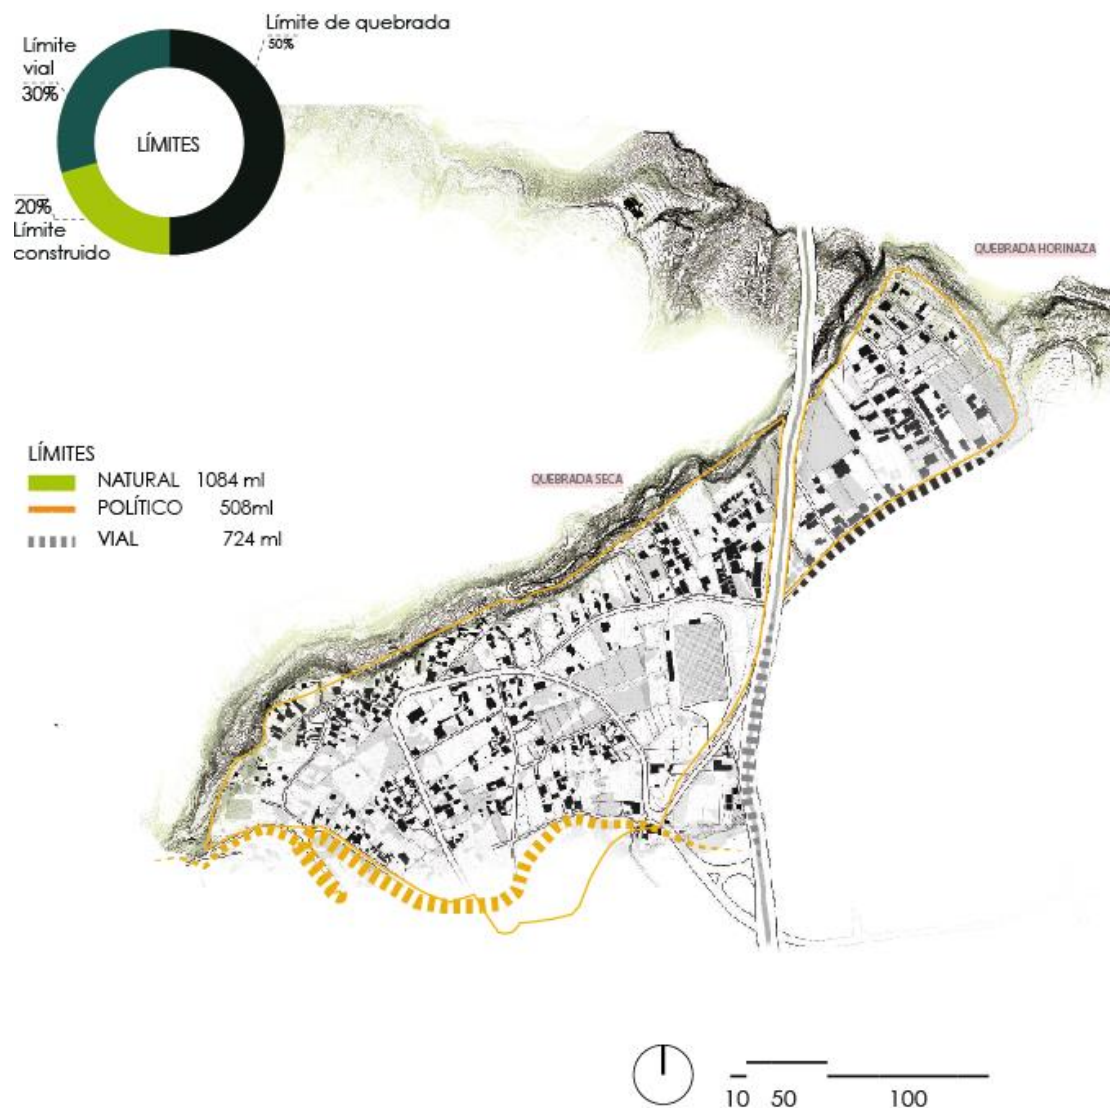 Límite de quebrada
50%
Límite
vial
30%
LÍMITES
20%
Límite
construido
QUEBRADA HORINAZA
LÍMITES
NATURAL 1084 ml
POLÍTICO 508ml
VIAL 724 ml
QUEBRADA SECA
10 50 100